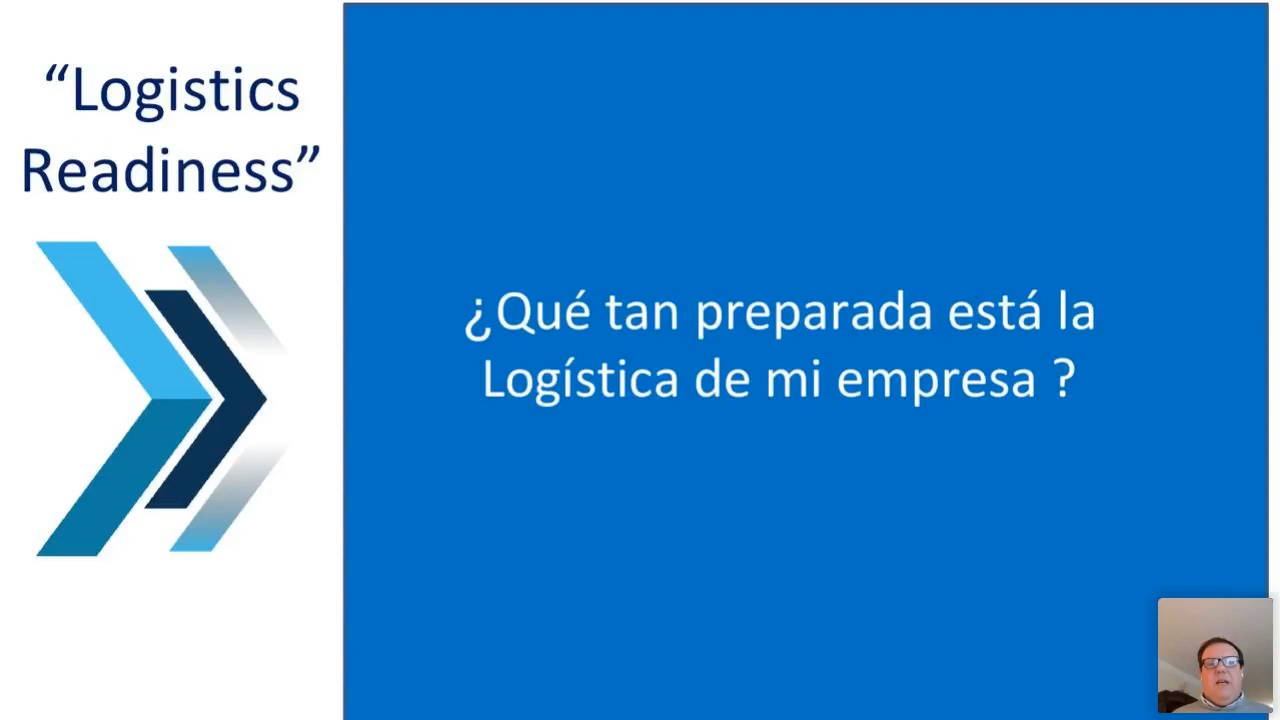 “Logistics
Readiness”
¿Qué tan preparada está la
Logística de mi empresa ?